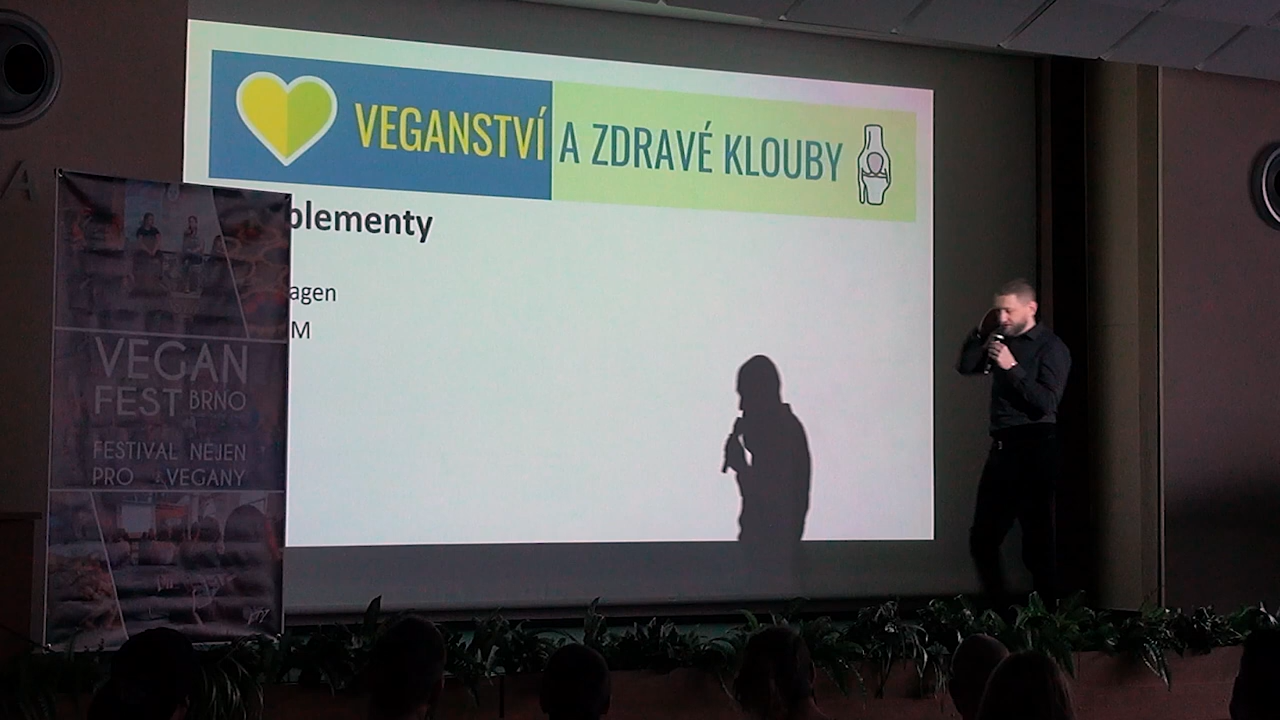 VEGANSTVÍ A ZDRAVÉ KLOUBY
plementy
agen
M
VEGAN
FEST BRNO
FESTIVAL NEJEN
PRO VEGANY